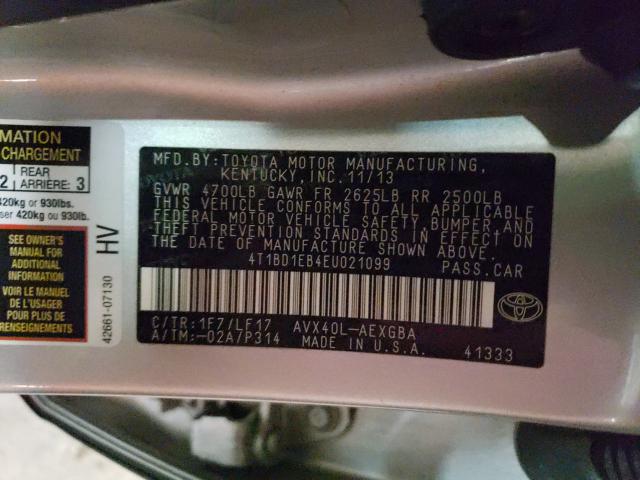 MATION
CHARGEMENT
2 REAR
ARRIERE: 3
420kg or 930lbs.
ser 420kg ou 930lb.
SEE OWNER'S
MANUAL FOR
ADDITIONAL
INFORMATION
VOIR LE MANUEL
DE L'USAGER
POUR PLUS DE
RENSEIGNEMENTS
HV
42661-07130
MFD. BY: TOYOTA MOTOR MANUFACTURING,
KENTUCKY, INC. 11/13
GVWR 4700LB GAWR FR 2625LB RR 2500LB
THIS VEHICLE CONFORMS TO ALL APPLICABLE
FEDERAL MOTOR VEHICLE SAFETY, BUMPER, AND
THEFT PREVENTION STANDARDS IN EFFECT ON
THE DATE OF MANUFACTURE SHOWN ABOVE.
4T1BD1EB4EU021099 PASS.CAR
C/TR:1F7/LF17 AVX40L-AEXGBA
A/TM:-02A/P314 MADE IN U.S.A. 41333
TOYOTA